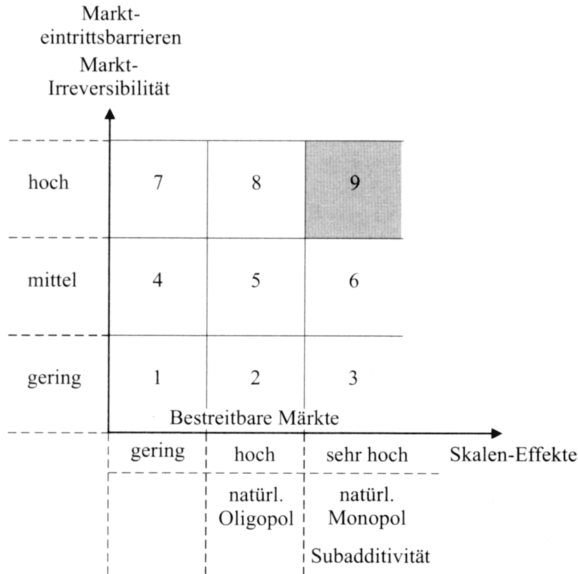 Markt-
eintrittsbarrieren
Markt-
Irreversibilität
hoch 7 8 9
mittel 4 5 6
gering 1 2 3
Bestreitbare Märkte
gering hoch sehr hoch Skalen-Effekte
natürl. natürl.
Oligopol Monopol
Subadditivität